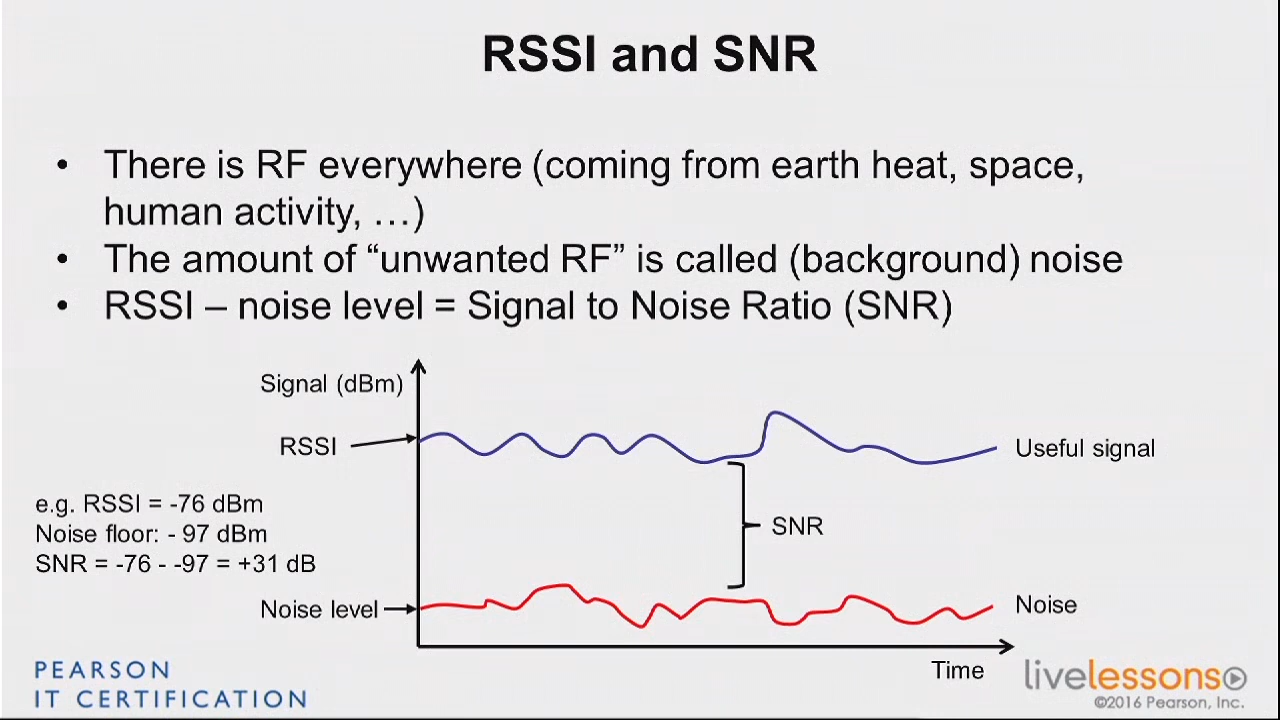 RSSI and SNR
• There is RF everywhere (coming from earth heat, space,
human activity, …)
• The amount of “unwanted RF” is called (background) noise
• RSSI – noise level = Signal to Noise Ratio (SNR)
Signal (dBm)
RSSI
Useful signal
e.g. RSSI = -76 dBm
Noise floor: - 97 dBm
SNR = -76 - -97 = +31 dB
SNR
Noise level
Noise
Time
PEARSON
IT CERTIFICATION
livelessons
©2016 Pearson, Inc.